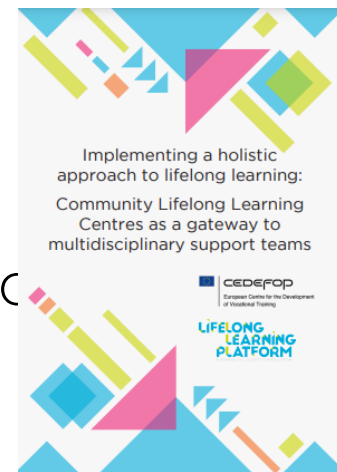 Implementing a holistic
approach to lifelong learning:
Community Lifelong Learning
Centres as a gateway to
multidisciplinary support teams
CEDEFOP
European Centre for the Development
of Vocational Training
LIFELONG
LEARNING
PLATFORM